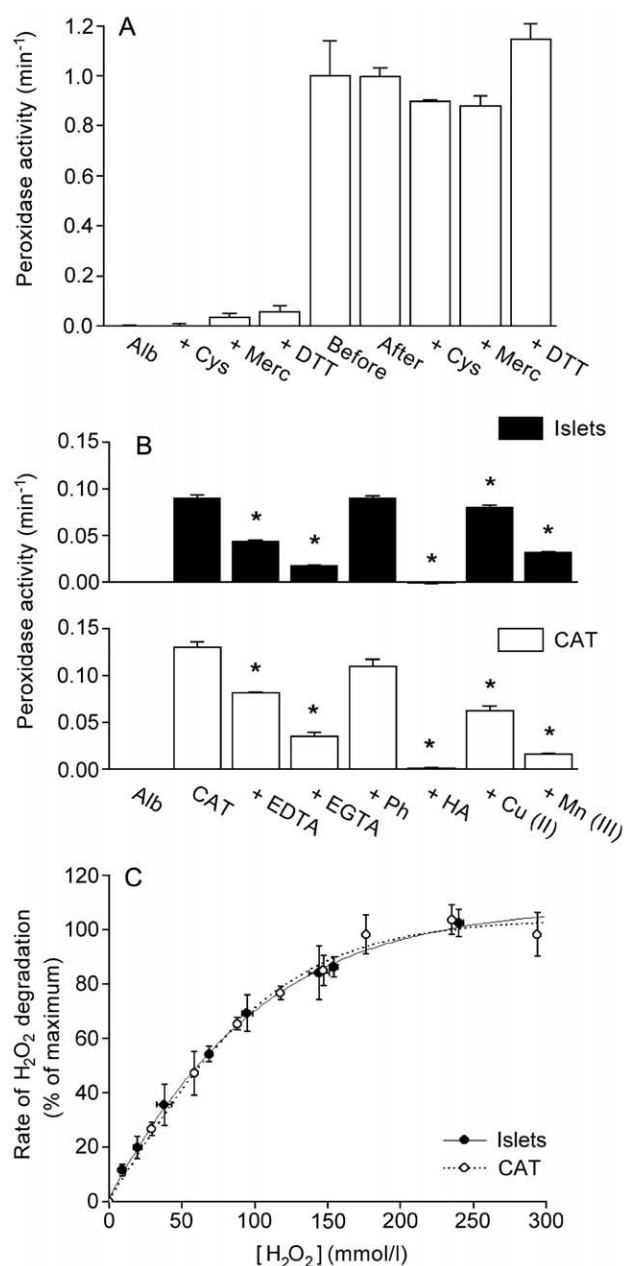 A
Peroxidase activity (min⁻¹)
1.2
1.0
0.8
0.6
0.4
0.2
0.0
Alb
+ Cys
+ Merc
+ DTT
Before
After
+ Cys
+ Merc
+ DTT
B
Islets
Peroxidase activity (min⁻¹)
0.15
0.10
0.05
0.00
* * * * *
CAT
0.15
0.10
0.05
0.00
* * * * *
Alb
CAT
+ EDTA
+ EGTA
+ Ph
+ HA
+ Cu (II)
+ Mn (III)
C
Rate of H₂O₂ degradation
(% of maximum)
120
100
80
60
40
20
0
0 50 100 150 200 250 300
Islets
CAT
[H₂O₂] (mmol/l)